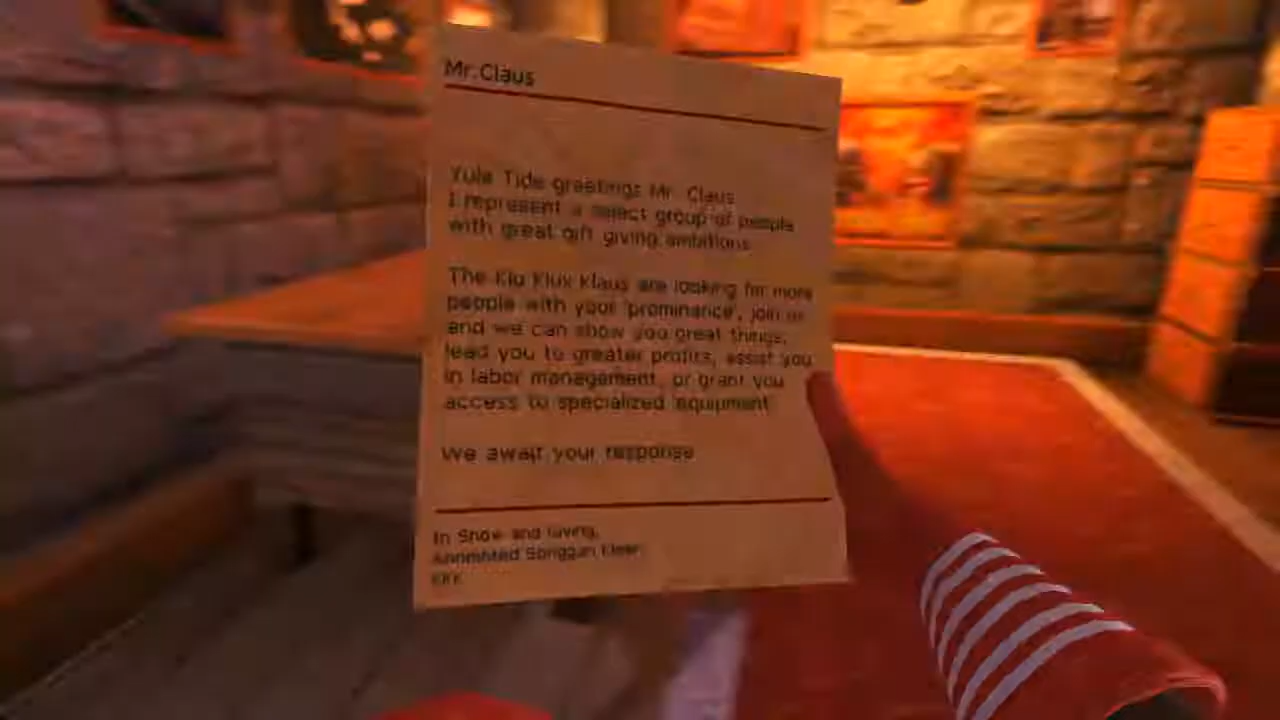 Mr.Claus
Yule Tide greetings Mr. Claus
I represent a select group of people
with great gift giving ambitions
The Klu Klux Klaus are looking for more
people with your 'prominance', join us
and we can show you great things,
lead you to greater profits, assist you
in labor management, or grant you
access to specialized 'equipment'
We await your response
In Snow and Giving,
KKK